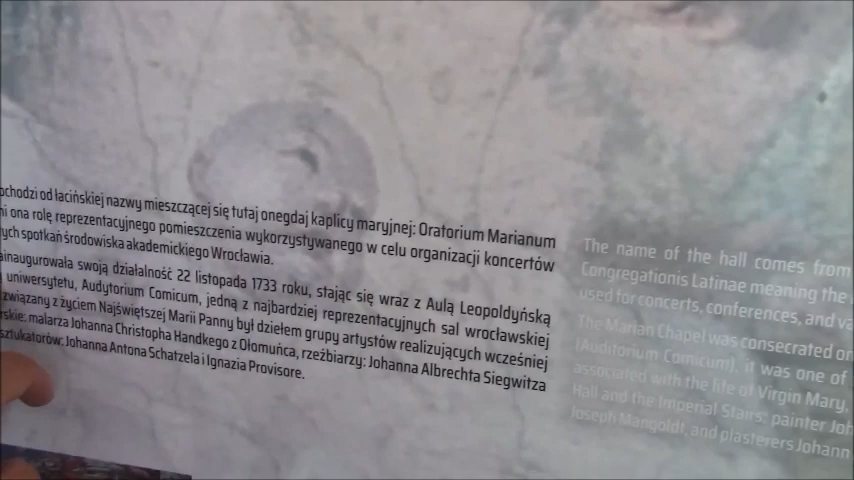 ochodzi od łacińskiej nazwy mieszczącej się tutaj onegdaj kaplicy maryjnej: Oratorium Marianum
ni ona rolę reprezentacyjnego pomieszczenia wykorzystywanego w celu organizacji koncertów
ych spotkań środowiska akademickiego Wrocławia.
ainaugurowała swoją działalność 22 listopada 1733 roku, stając się wraz z Aulą Leopoldyńską
uniwersytetu, Audytorium Comicum, jedną z najbardziej reprezentacyjnych sal wrocławskiej
związany z życiem Najświętszej Marii Panny był dziełem grupy artystów realizujących wcześniej
rskie: malarza Johanna Christopha Handkego z Ołomuńca, rzeźbiarzy: Johanna Albrechta Siegwitza
sztukatorów: Johanna Antona Schatzela i Ignazia Provisore.
The name of the hall comes from
Congregationis Latinae meaning the
used for concerts, conferences, and va
The Marian Chapel was consecrated on
(Auditorium Comicum), it was one of
associated with the life of Virgin Mary,
Hall and the Imperial Stairs: painter Joh
Joseph Mangoldt, and plasterers Johann